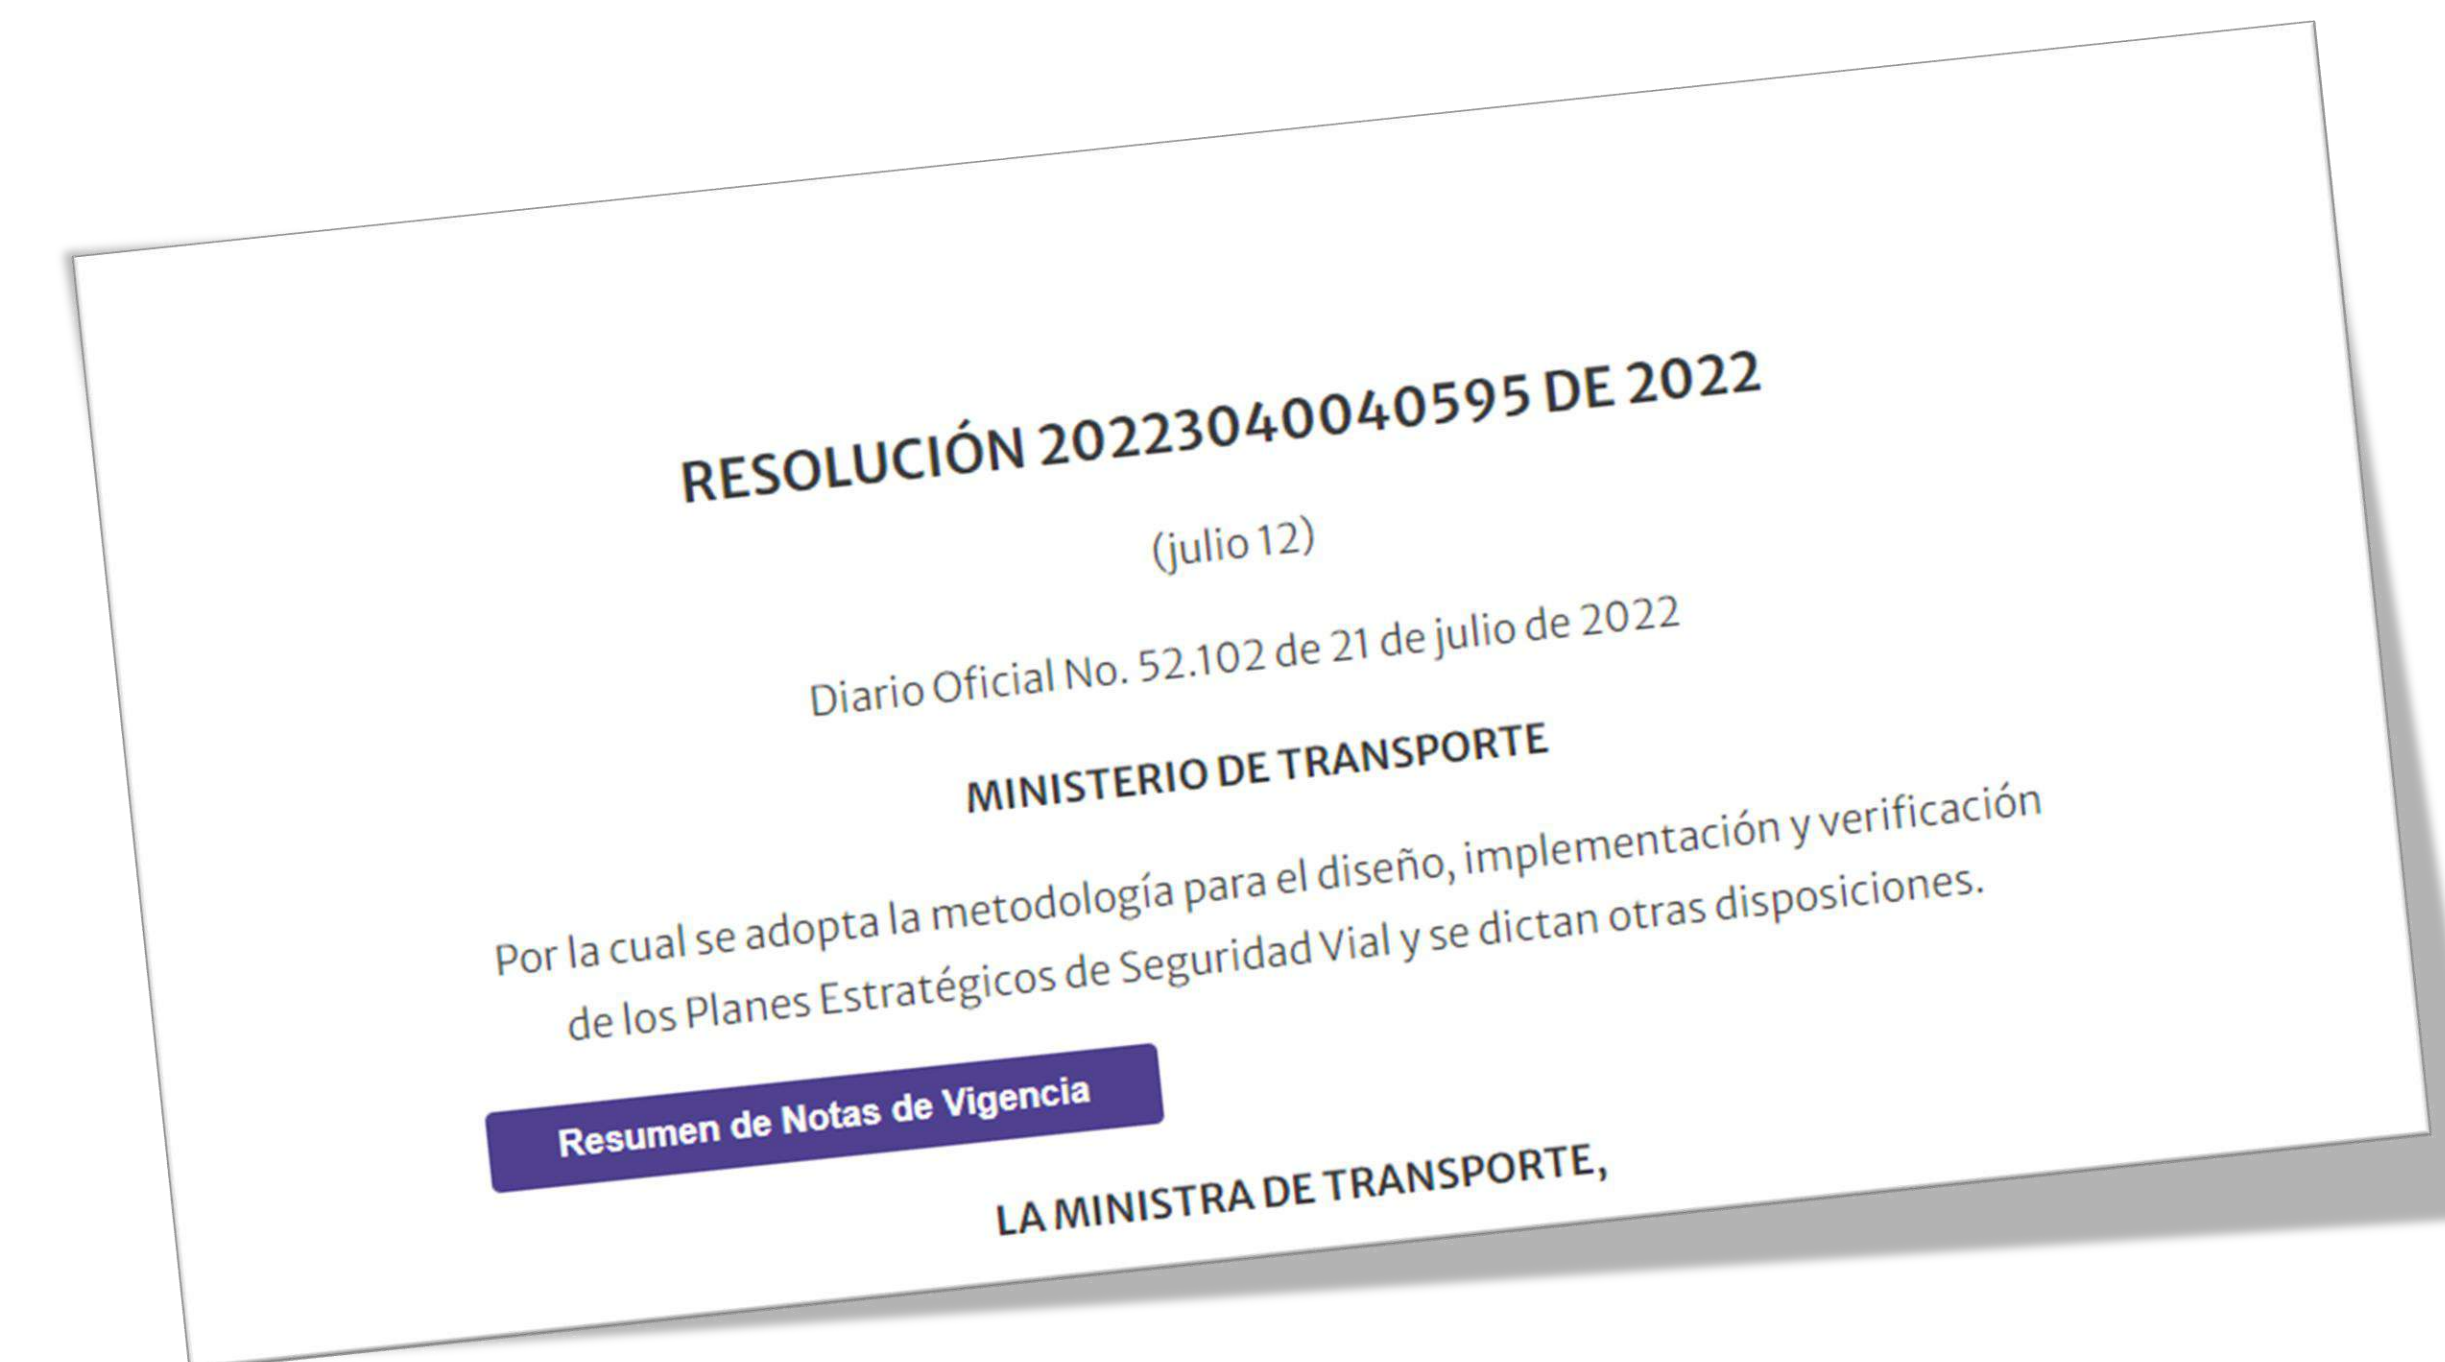 RESOLUCIÓN 20223040040595 DE 2022
(julio 12)
Diario Oficial No. 52.102 de 21 de julio de 2022
MINISTERIO DE TRANSPORTE
Por la cual se adopta la metodología para el diseño, implementación y verificación
de los Planes Estratégicos de Seguridad Vial y se dictan otras disposiciones.
Resumen de Notas de Vigencia
LA MINISTRA DE TRANSPORTE,